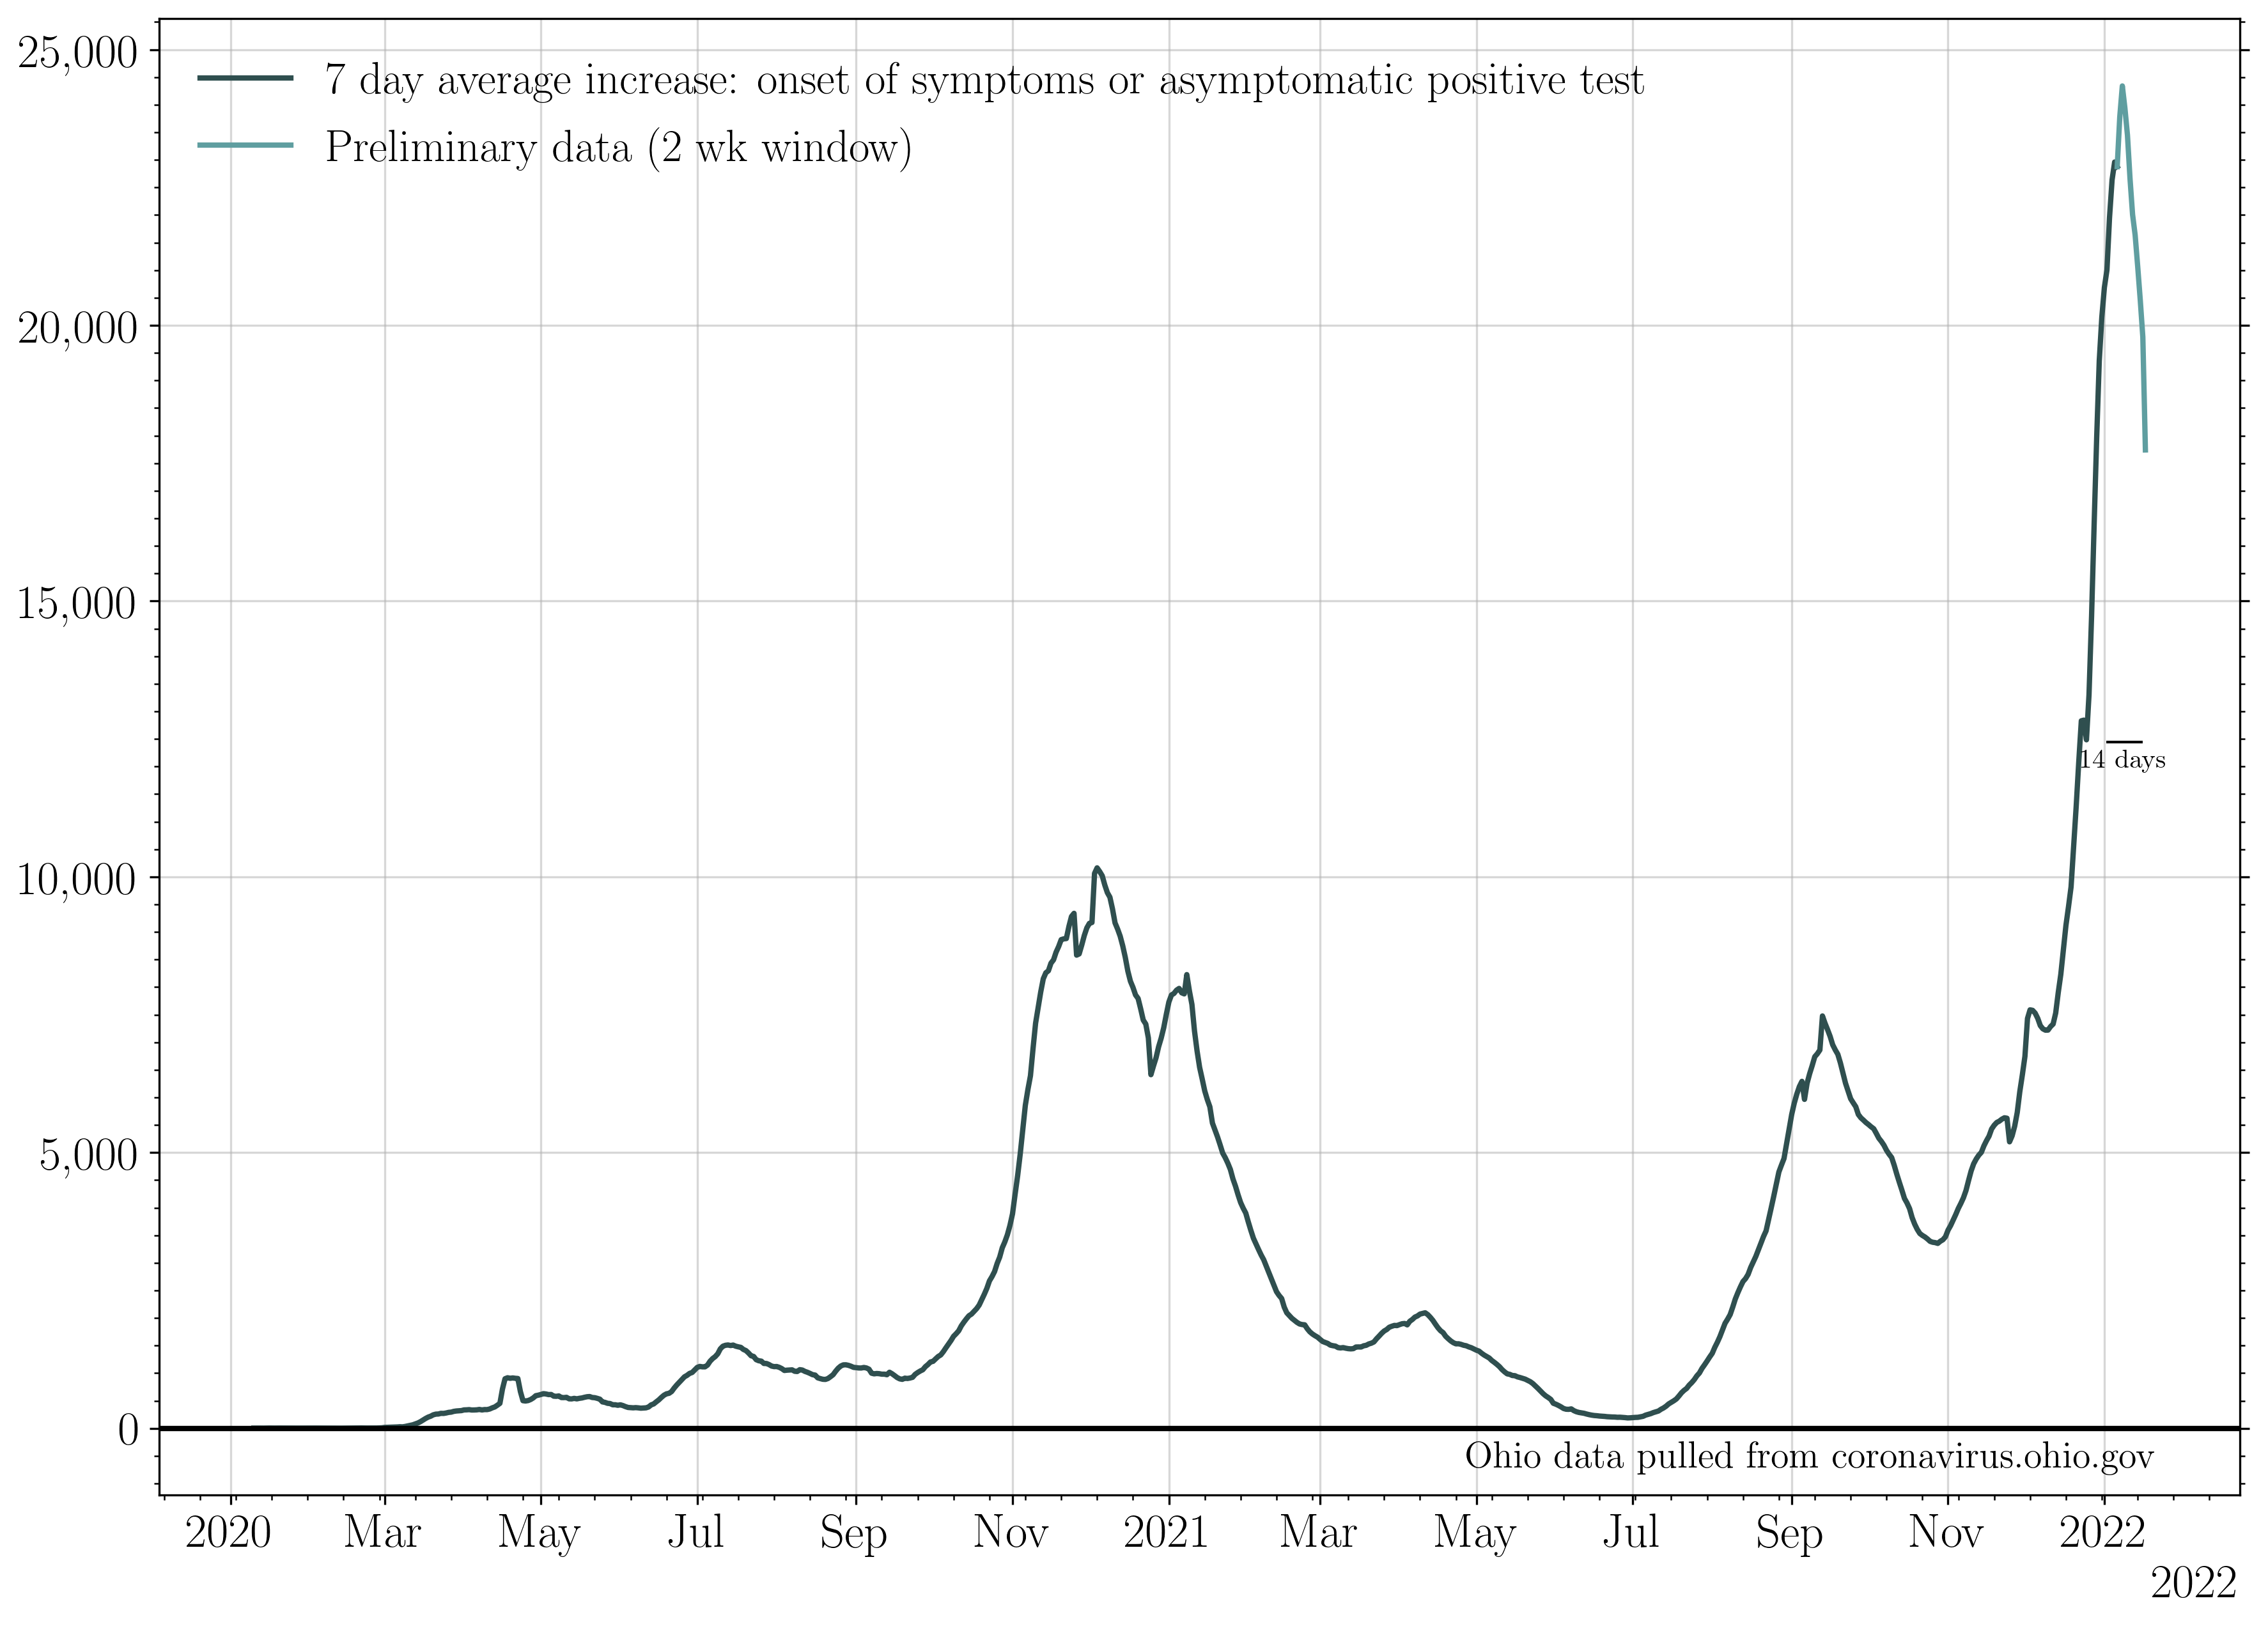 7 day average increase: onset of symptoms or asymptomatic positive test
Preliminary data (2 wk window)
25,000
20,000
15,000
10,000
5,000
0
14 days
Ohio data pulled from coronavirus.ohio.gov
2020 Mar May Jul Sep Nov 2021 Mar May Jul Sep Nov 2022
2022